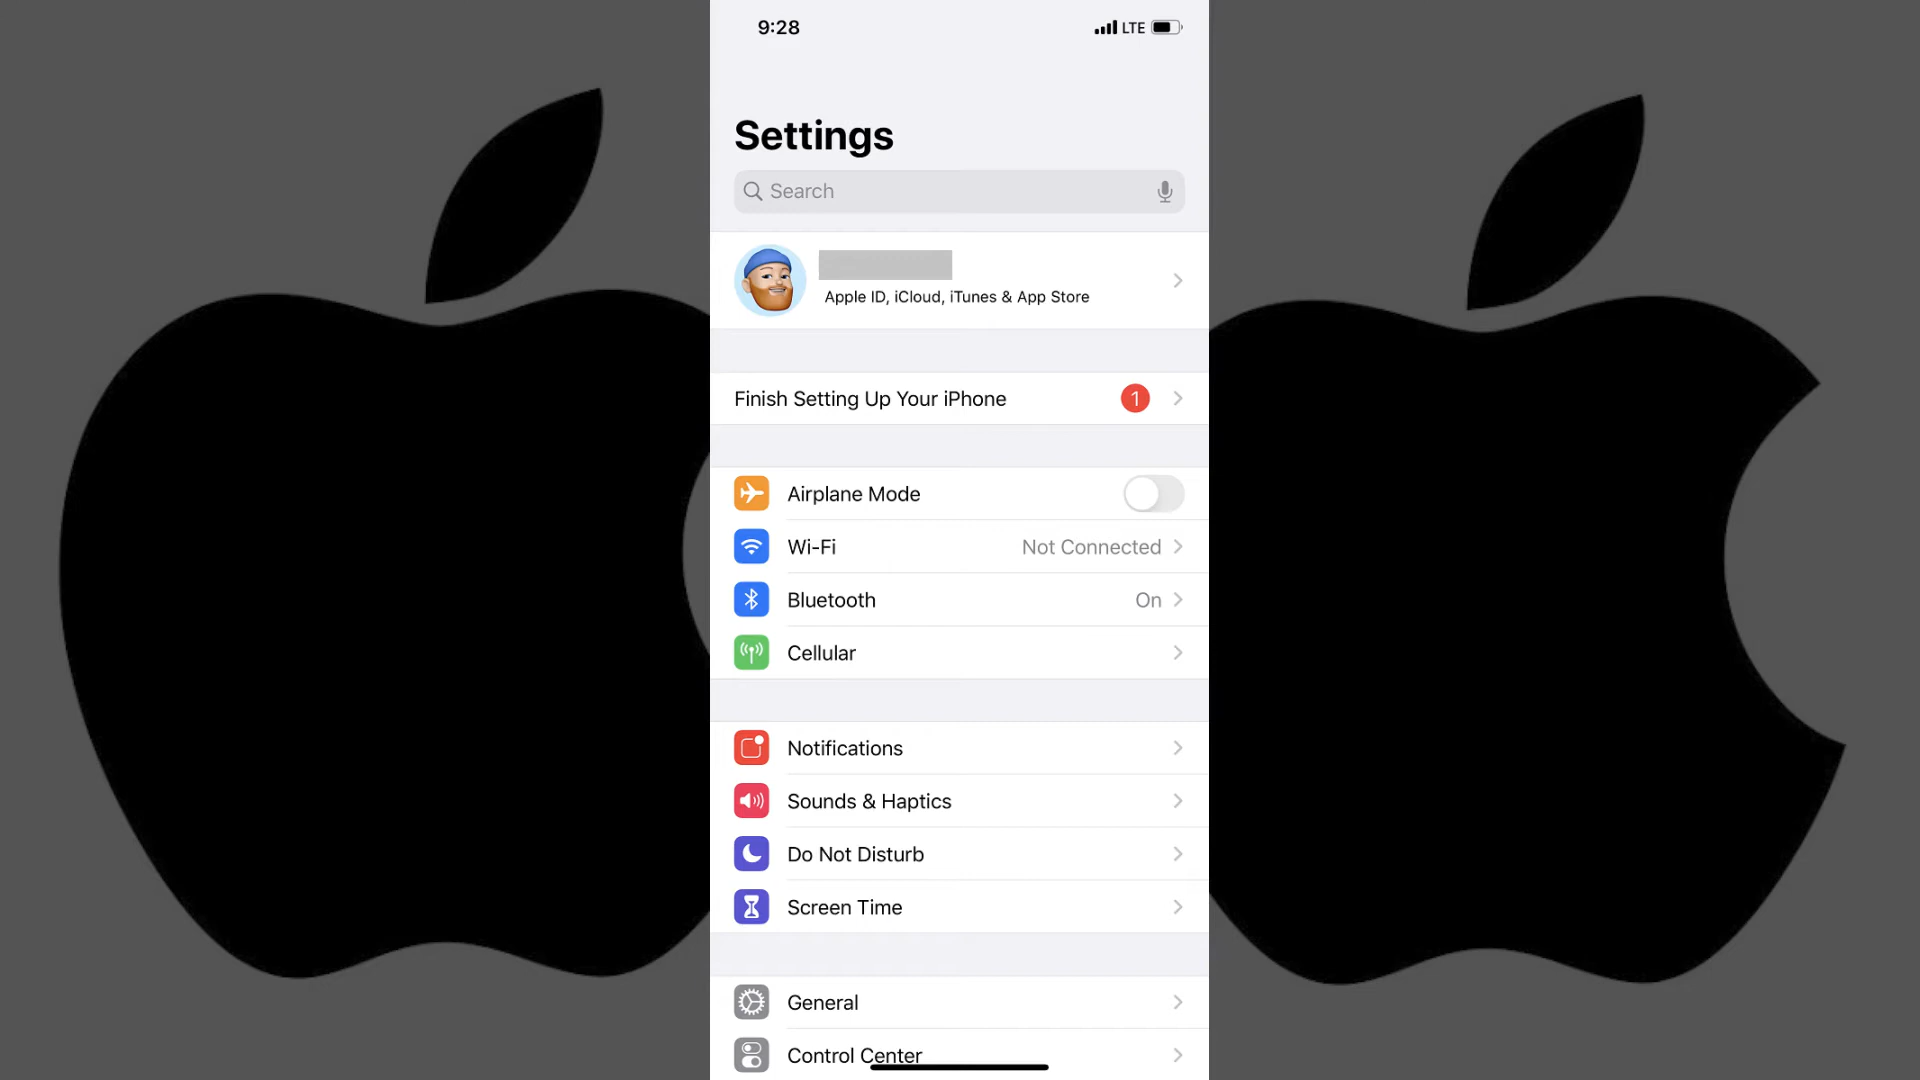 9:28
LTE
Settings
Search
Apple ID, iCloud, iTunes & App Store
Finish Setting Up Your iPhone 1
Airplane Mode
Wi-Fi Not Connected
Bluetooth On
Cellular
Notifications
Sounds & Haptics
Do Not Disturb
Screen Time
General
Control Center